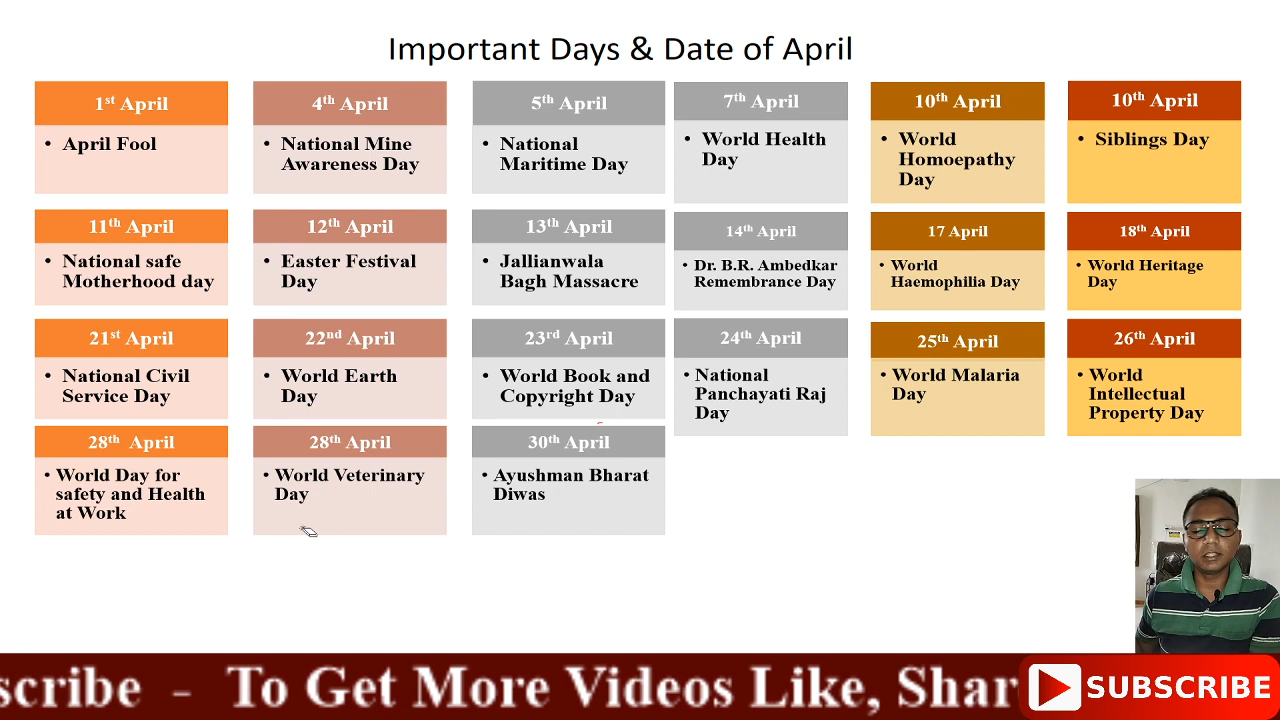 Important Days & Date of April
1st April
• April Fool
4th April
• National Mine
Awareness Day
5th April
• National
Maritime Day
7th April
• World Health
Day
10th April
• World
Homoepathy
Day
10th April
• Siblings Day
11th April
• National safe
Motherhood day
12th April
• Easter Festival
Day
13th April
• Jallianwala
Bagh Massacre
14th April
• Dr. B.R. Ambedkar
Remembrance Day
17 April
• World
Haemophilia Day
18th April
• World Heritage
Day
21st April
• National Civil
Service Day
22nd April
• World Earth
Day
23rd April
• World Book and
Copyright Day
24th April
• National
Panchayati Raj
Day
25th April
• World Malaria
Day
26th April
• World
Intellectual
Property Day
28th April
• World Day for
safety and Health
at Work
28th April
• World Veterinary
Day
30th April
• Ayushman Bharat
Diwas
scribe - To Get More Videos Like, Shar
SUBSCRIBE